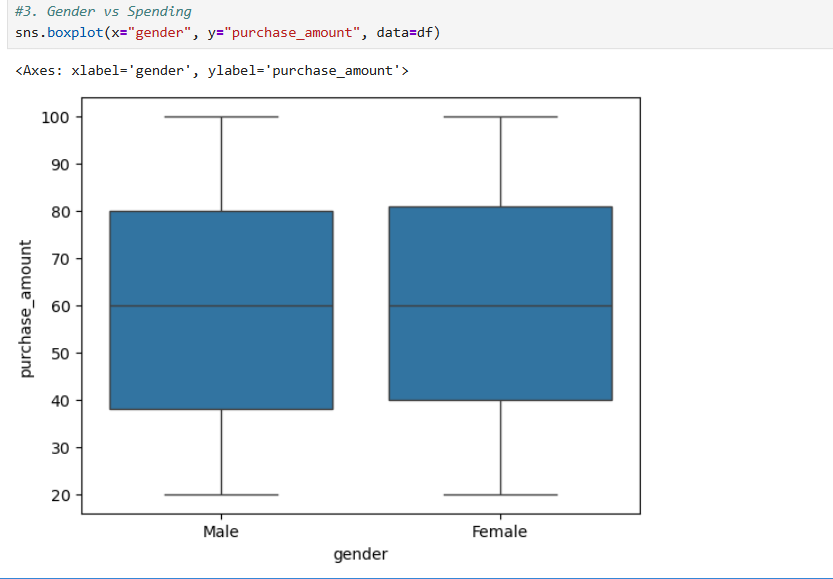 #3. Gender vs Spending
sns.boxplot(x="gender", y="purchase_amount", data=df)
<Axes: xlabel='gender', ylabel='purchase_amount'>
100
90
80
70
60
50
40
30
20
purchase_amount
Male Female
gender